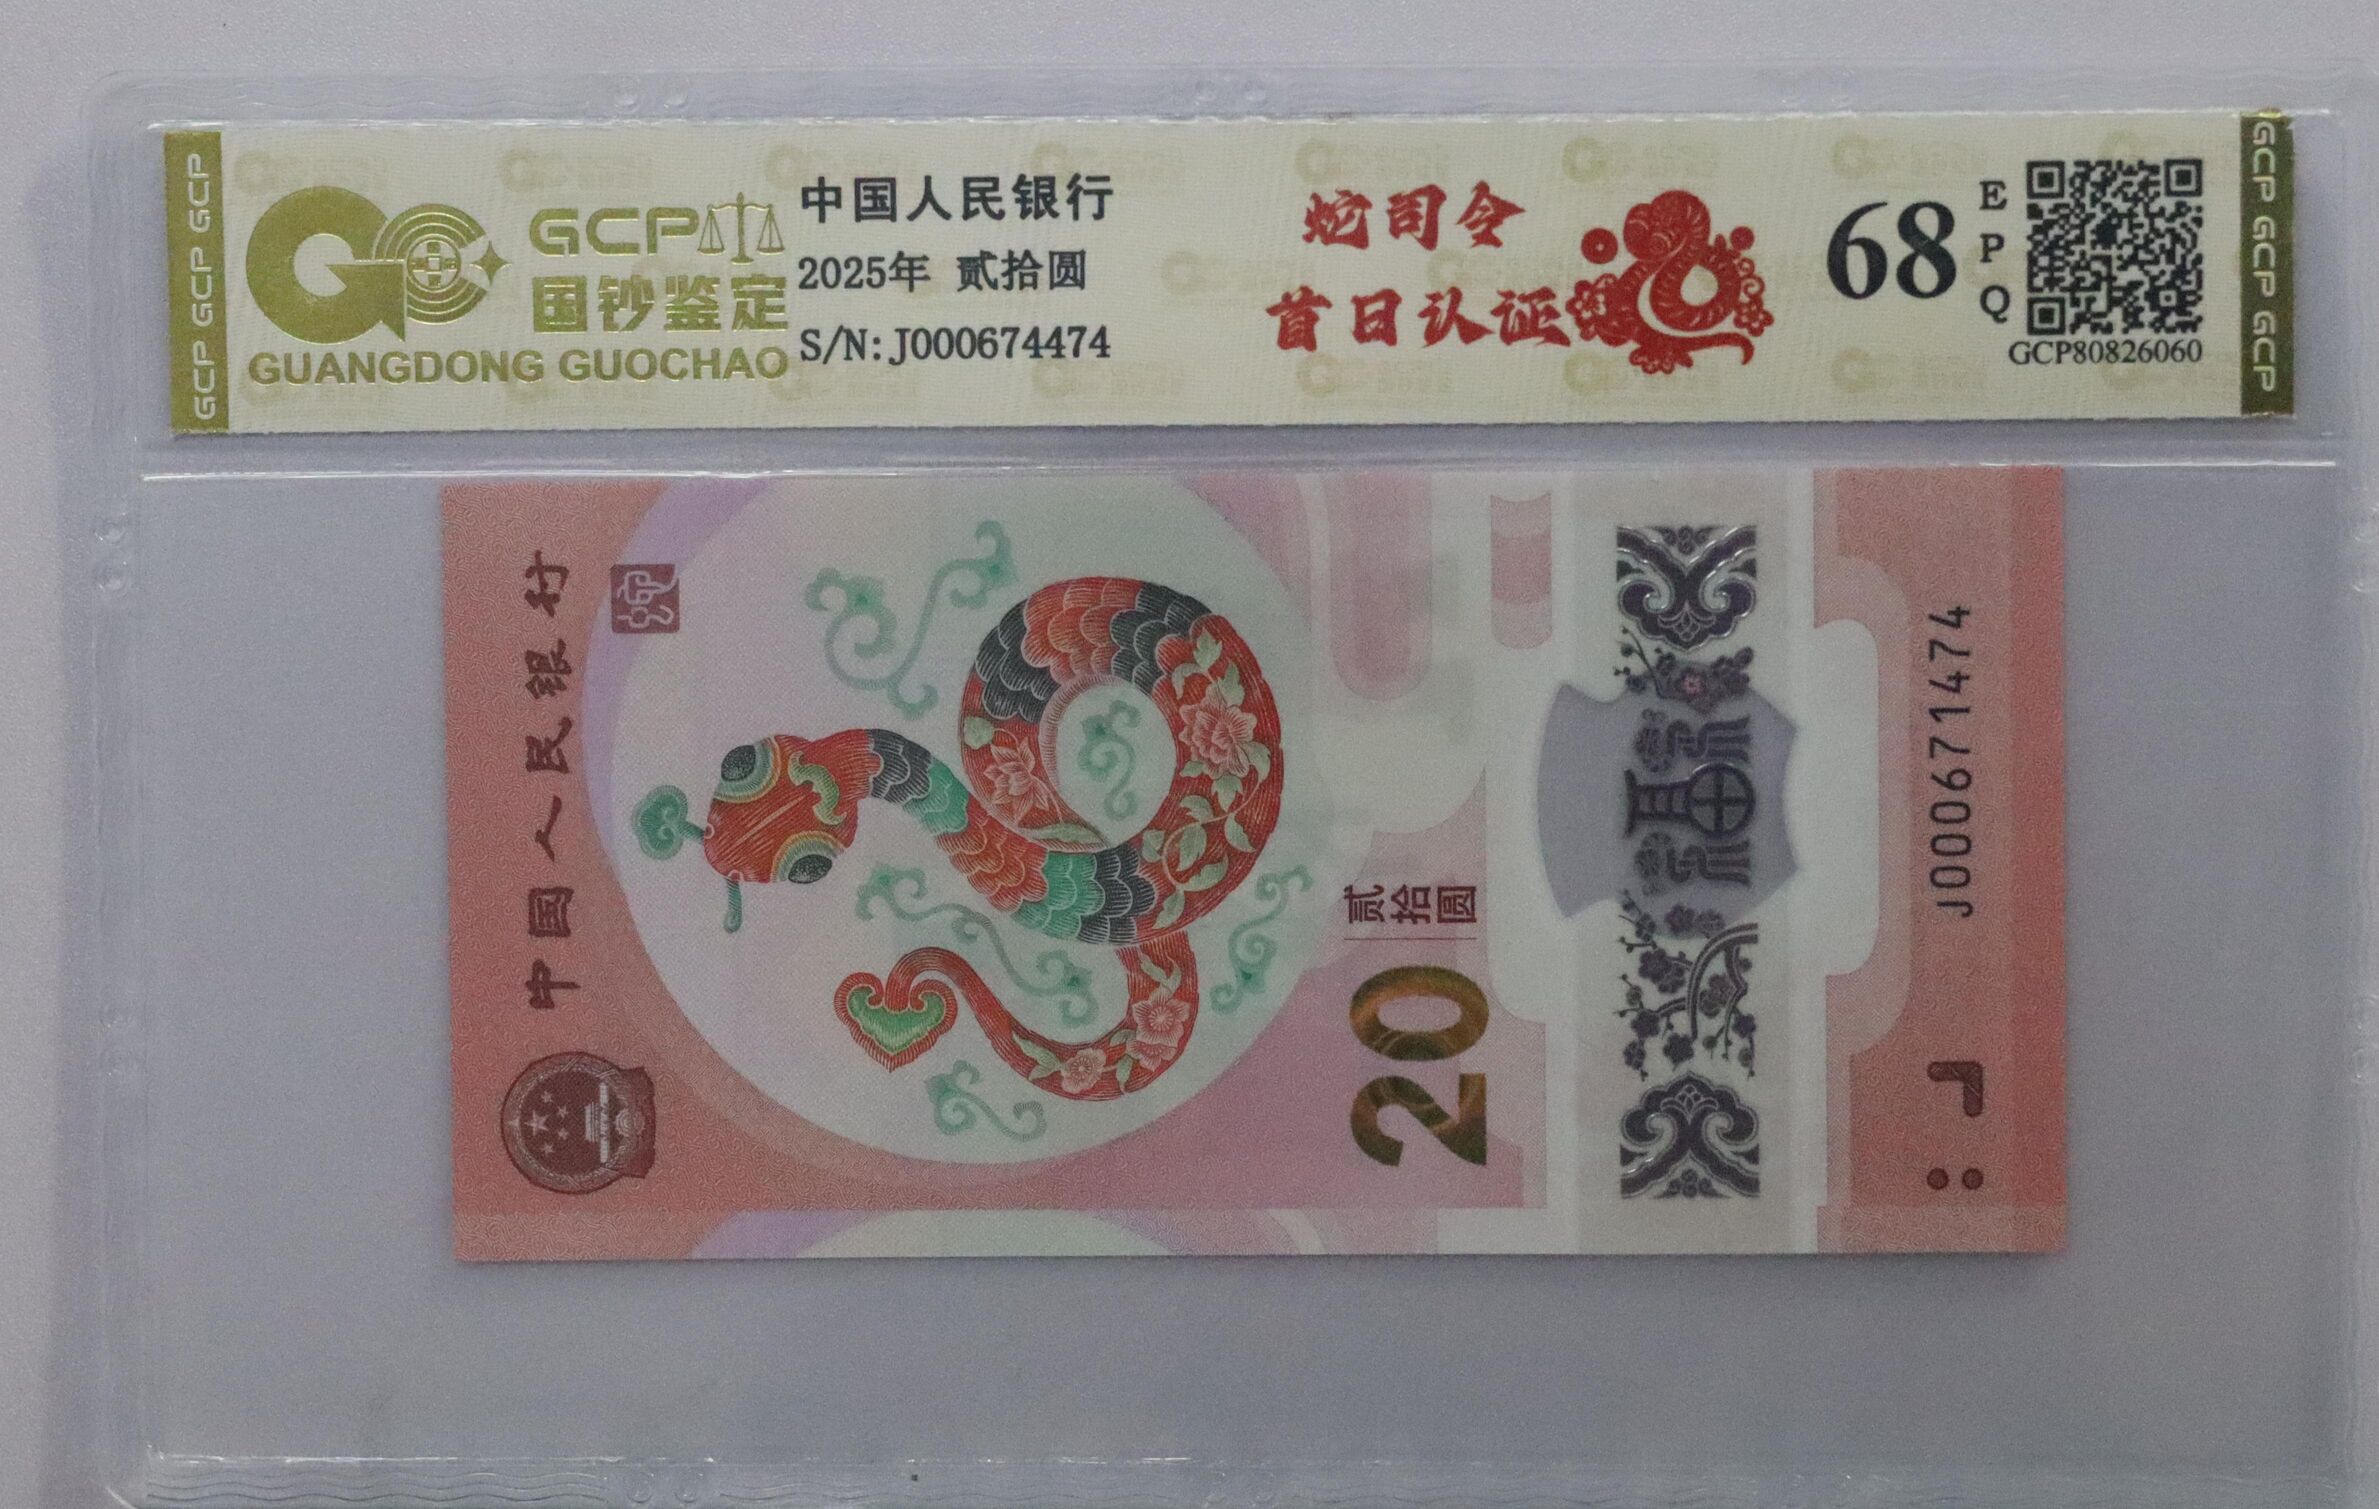 GCP GCP GCP
GCP
国钞鉴定
GUANGDONG GUOCHAO
中国人民银行
2025年 贰拾圆
S/N: J000674474
蛇司令
首日认证
68
EPQ
GCP80826060
GCP GCP GCP
中国人民银行
贰拾圆
20
福
J000671474